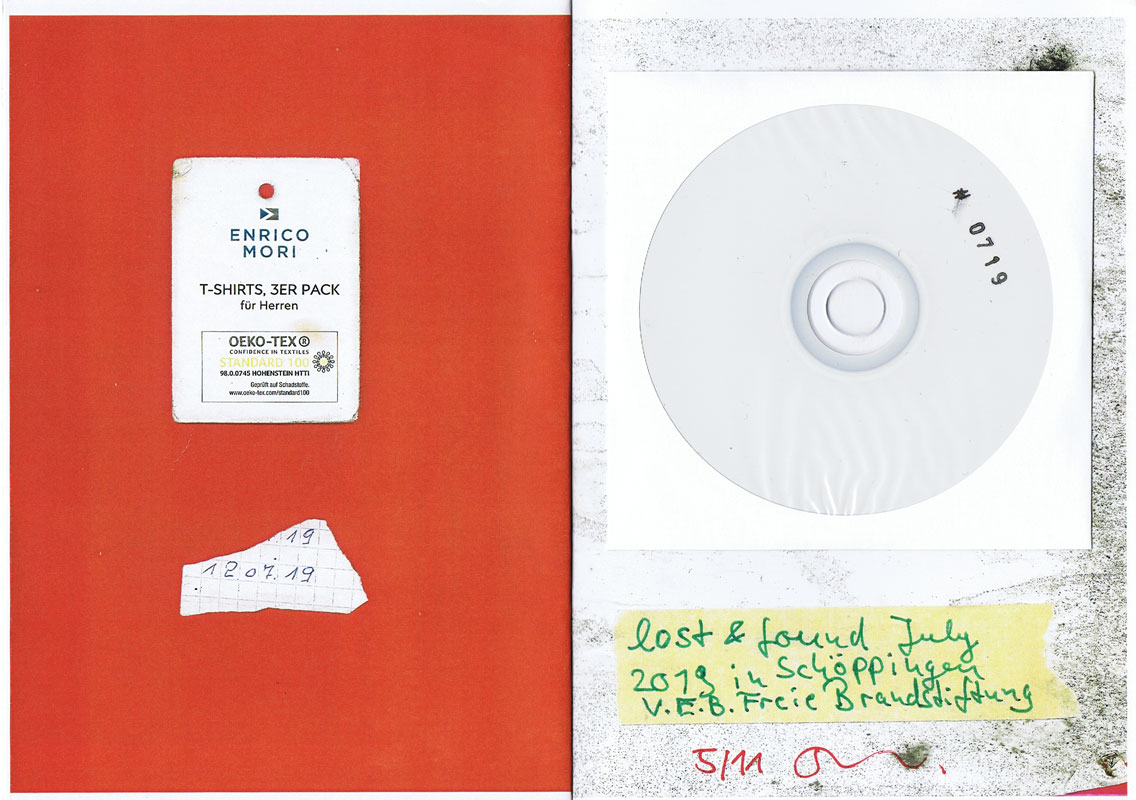 ENRICO
MORI
T-SHIRTS, 3ER PACK
für Herren
OEKO-TEX®
CONFIDENCE IN TEXTILES
STANDARD 100
98.0.0745 HOHENSTEIN HTTI
Geprüft auf Schadstoffe.
www.oeko-tex.com/standard100
19
12.07.19
* 0719
lost & found July
2019 in Schöppingen
V.E.B. Freie Brandstiftung
5/11